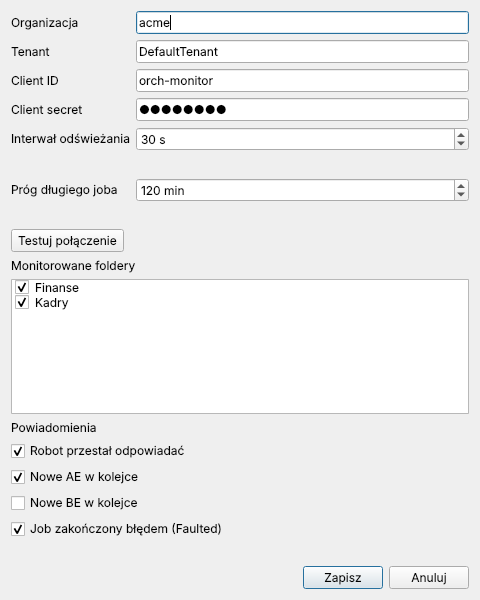 Organizacja acme
Tenant DefaultTenant
Client ID orch-monitor
Client secret ●●●●●●●●
Interwał odświeżania 30 s
Próg długiego joba 120 min
Testuj połączenie
Monitorowane foldery
Finanse
Kadry
Powiadomienia
Robot przestał odpowiadać
Nowe AE w kolejce
Nowe BE w kolejce
Job zakończony błędem (Faulted)
Zapisz Anuluj